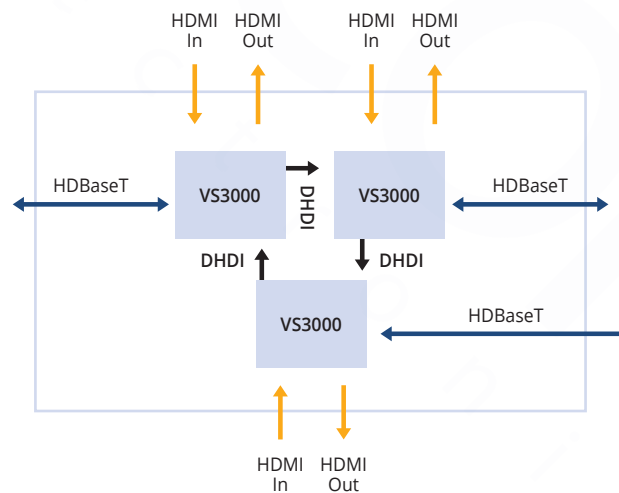 HDMI
In
HDMI
Out
HDMI
In
HDMI
Out
HDBaseT
VS3000
DHDI
VS3000
HDBaseT
DHDI
DHDI
VS3000
HDBaseT
HDMI
In
HDMI
Out